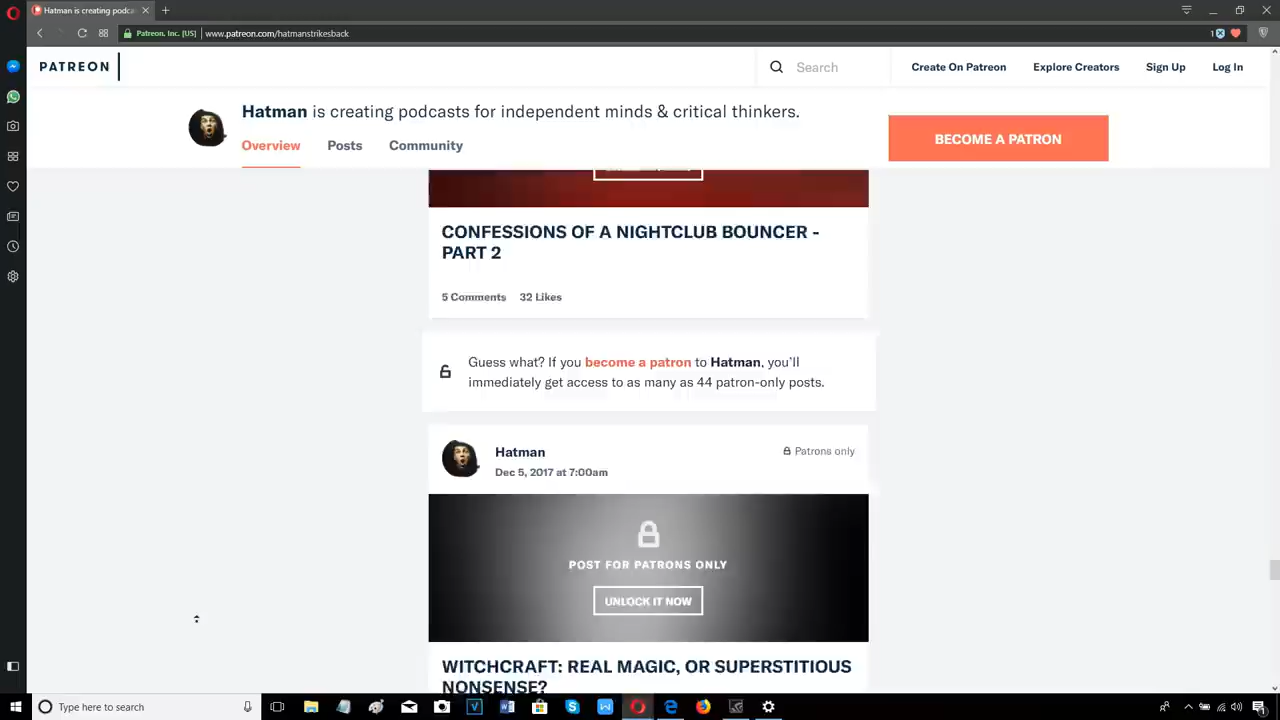 Hatman is creating podca
Patreon, Inc. [US]
www.patreon.com/hatmanstrikesback
1
PATREON
Search
Create On Patreon
Explore Creators
Sign Up
Log In
Hatman is creating podcasts for independent minds & critical thinkers.
Overview
Posts
Community
BECOME A PATRON
CONFESSIONS OF A NIGHTCLUB BOUNCER -
PART 2
5 Comments
32 Likes
Guess what? If you become a patron to Hatman, you'll
immediately get access to as many as 44 patron-only posts.
Hatman
Patrons only
Dec 5, 2017 at 7:00am
POST FOR PATRONS ONLY
UNLOCK IT NOW
WITCHCRAFT: REAL MAGIC, OR SUPERSTITIOUS
NONSENSE?
Type here to search